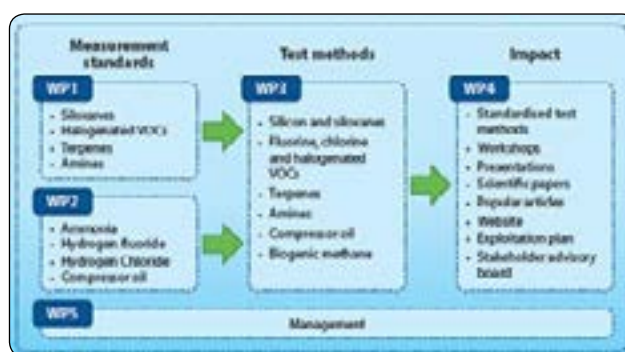 Measurement
standards
WP1
- Siloxanes
- Halogenated VOCs
- Terpenes
- Amines
WP2
- Ammonia
- Hydrogen fluoride
- Hydrogen Chloride
- Compressor oil
Test methods
WP3
- Silicon and siloxanes
- Fluorine, chlorine
and halogenated
VOCs
- Terpenes
- Amines
- Compressor oil
- Biogenic methane
Impact
WP4
- Standardised test
methods
- Workshops
- Presentations
- Scientific papers
- Popular articles
- Website
- Exploitation plan
- Stakeholder advisory
board
WP5
Management